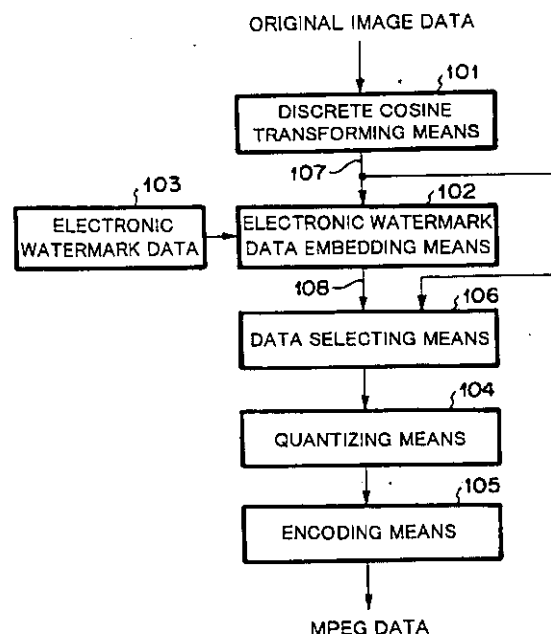 ORIGINAL IMAGE DATA
101
DISCRETE COSINE
TRANSFORMING MEANS
107
103
102
ELECTRONIC
WATERMARK DATA
ELECTRONIC WATERMARK
DATA EMBEDDING MEANS
108
106
DATA SELECTING MEANS
104
QUANTIZING MEANS
105
ENCODING MEANS
MPEG DATA